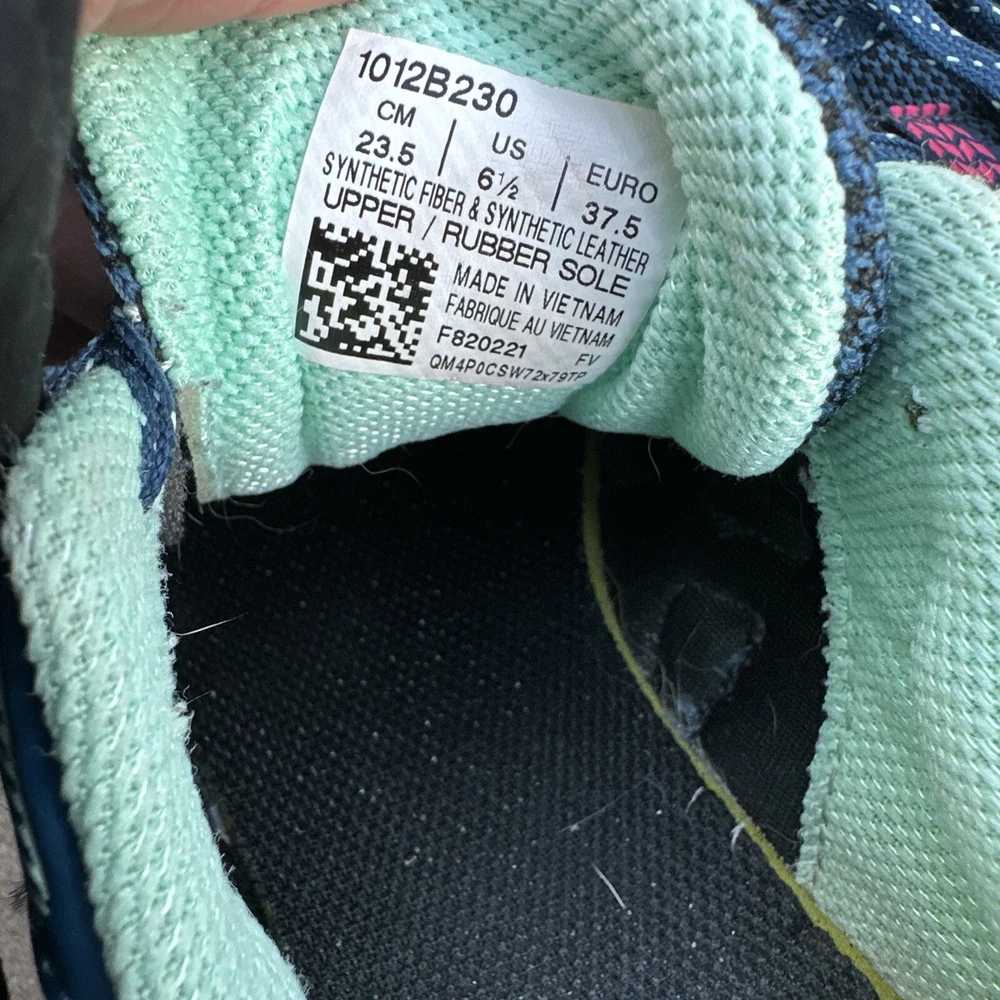 1012B230
CM | US | EURO
23.5 | 6½ | 37.5
SYNTHETIC FIBER & SYNTHETIC LEATHER
UPPER / RUBBER SOLE
MADE IN VIETNAM
FABRIQUE AU VIETNAM
F820221 FV
QM4P0CSW72x79TP